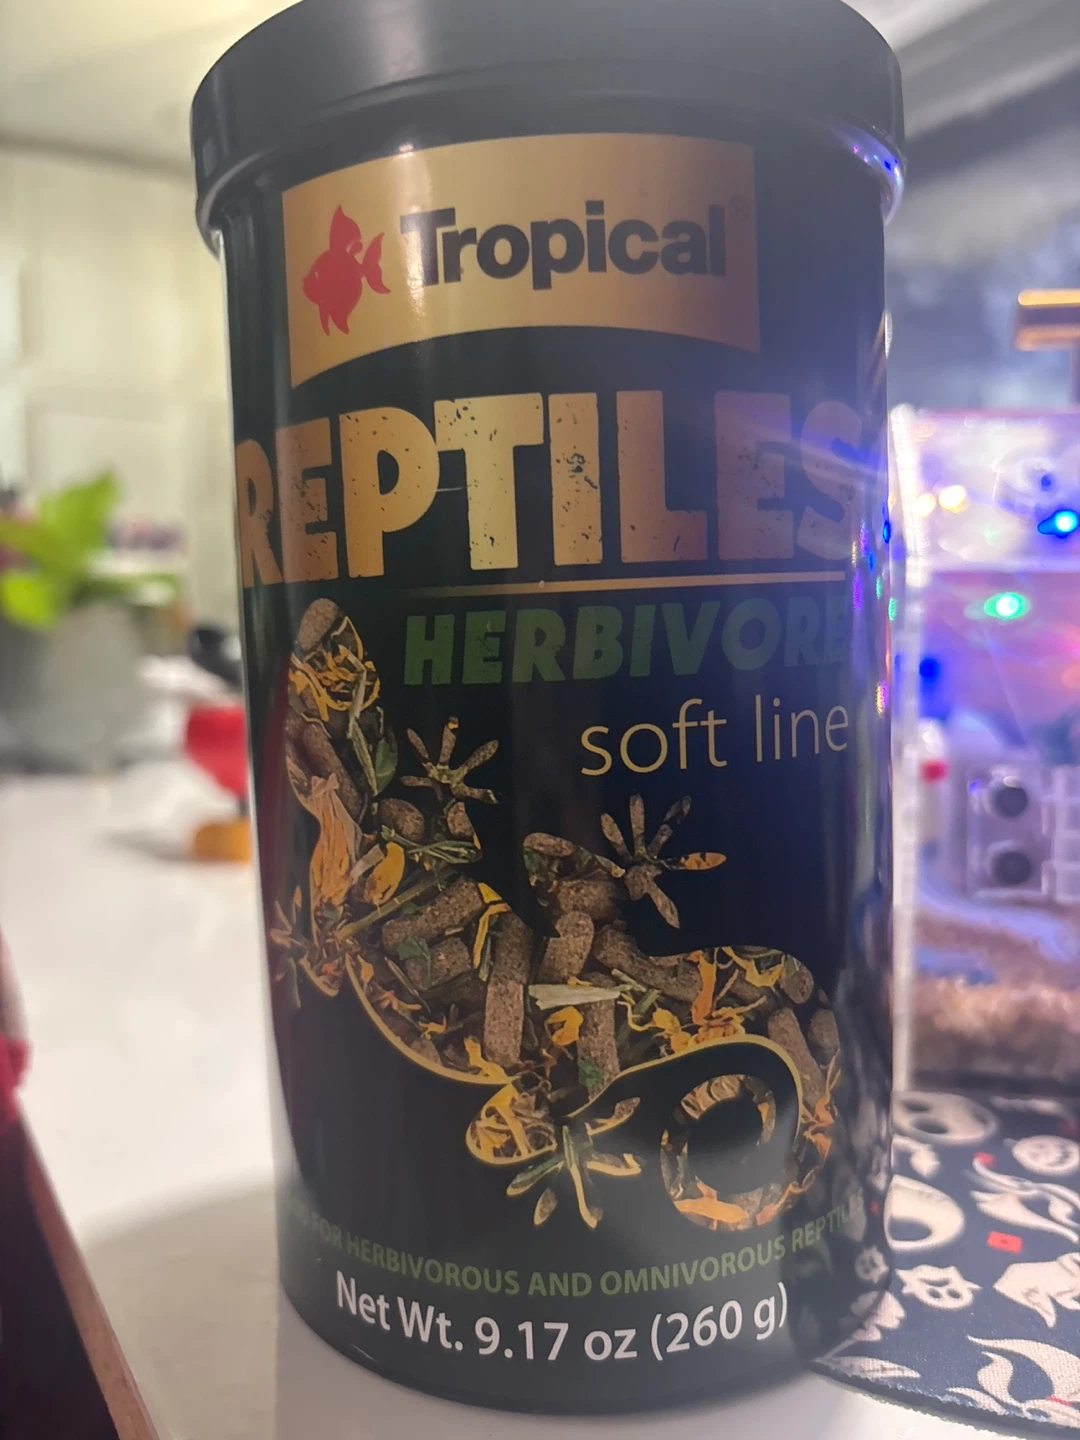 Tropical®
REPTILES
HERBIVORE
soft line
FOR HERBIVOROUS AND OMNIVOROUS REPTILES
Net Wt. 9.17 oz (260 g)